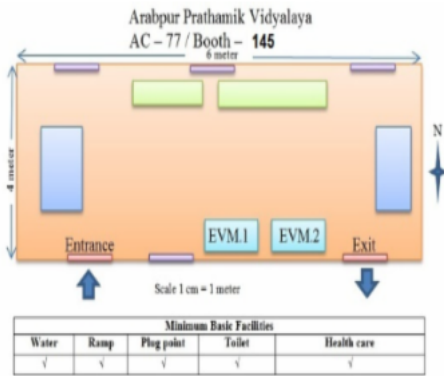 Arabpur Prathamik Vidyalaya
AC – 77 / Booth – 145
6 meter
4 meter
N
EVM.1 EVM.2
Entrance Exit
Scale 1 cm = 1 meter
Minimum Basic Facilities
Water Ramp Plog point Toilet Health care
√ √ √ √ √